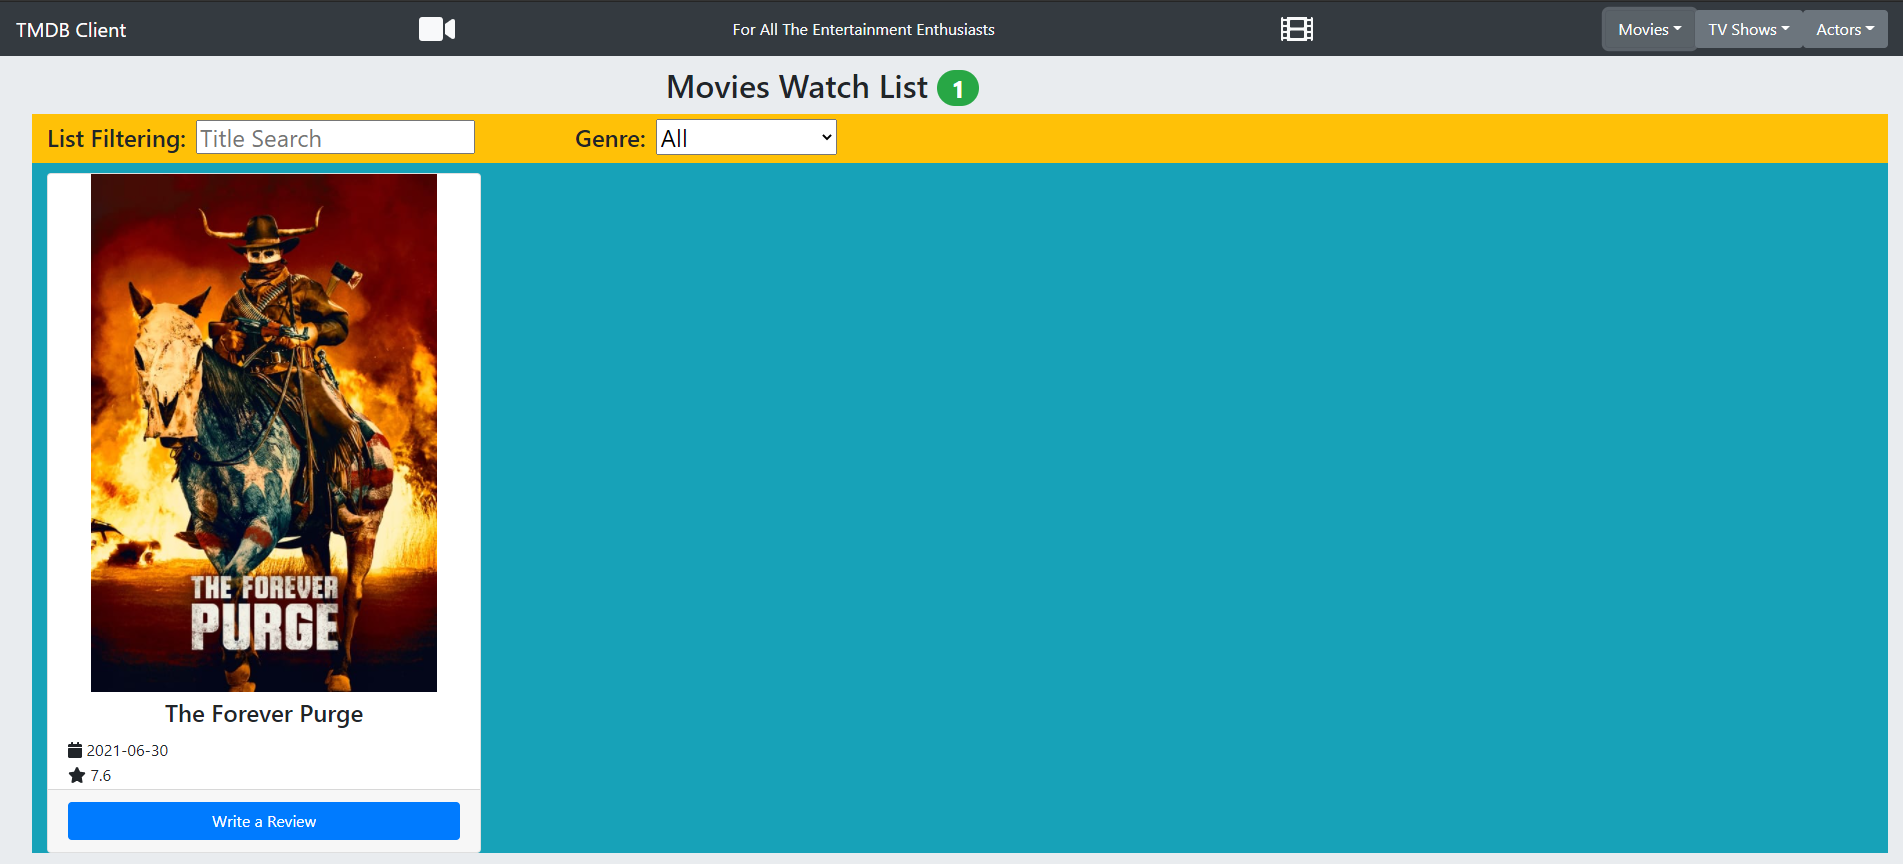 TMDB Client
For All The Entertainment Enthusiasts
Movies
TV Shows
Actors
Movies Watch List 1
List Filtering: Title Search
Genre: All
THE FOREVER
PURGE
The Forever Purge
2021-06-30
7.6
Write a Review